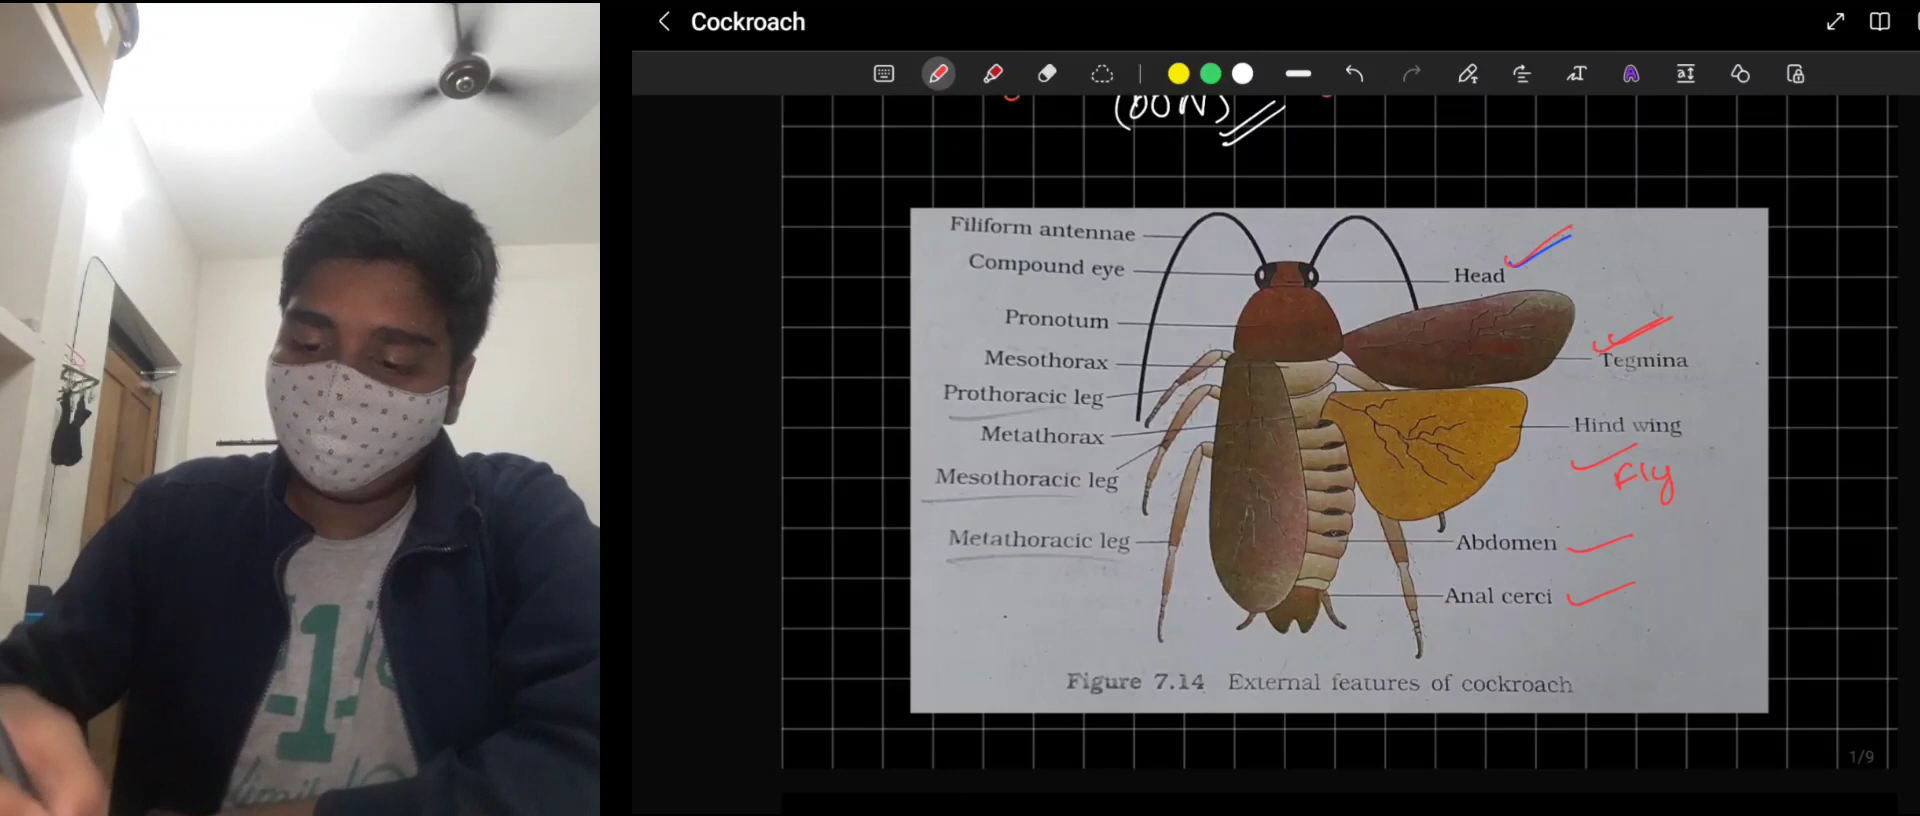 Cockroach
Filiform antennae
Compound eye
Head
Pronotum
Mesothorax
Tegmina
Prothoracic leg
Metathorax
Hind wing
Mesothoracic leg
Fly
Metathoracic leg
Abdomen
Anal cerci
Figure 7.14 External features of cockroach
1/9
1